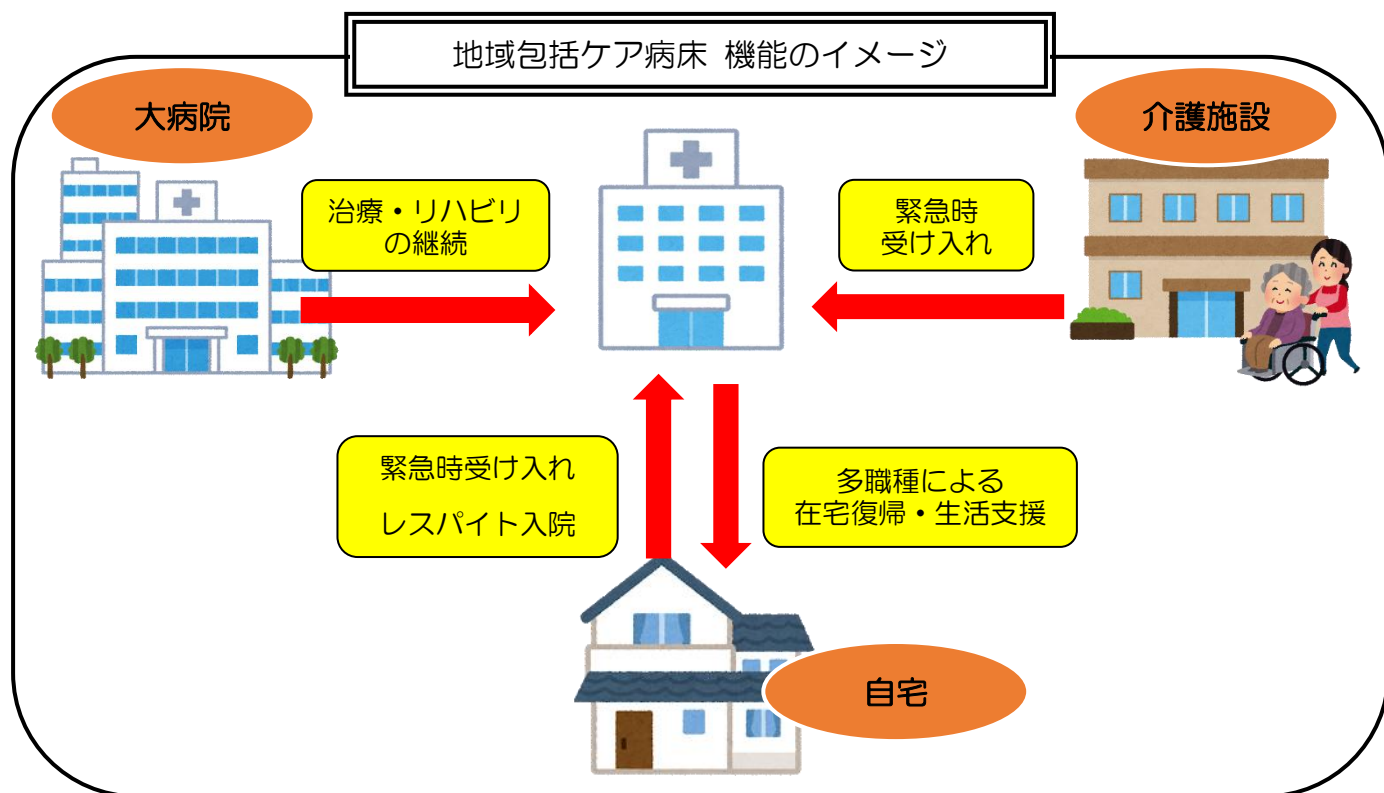 地域包括ケア病床 機能のイメージ
大病院
介護施設
治療・リハビリ
の継続
緊急時
受け入れ
緊急時受け入れ
レスパイト入院
多職種による
在宅復帰・生活支援
自宅